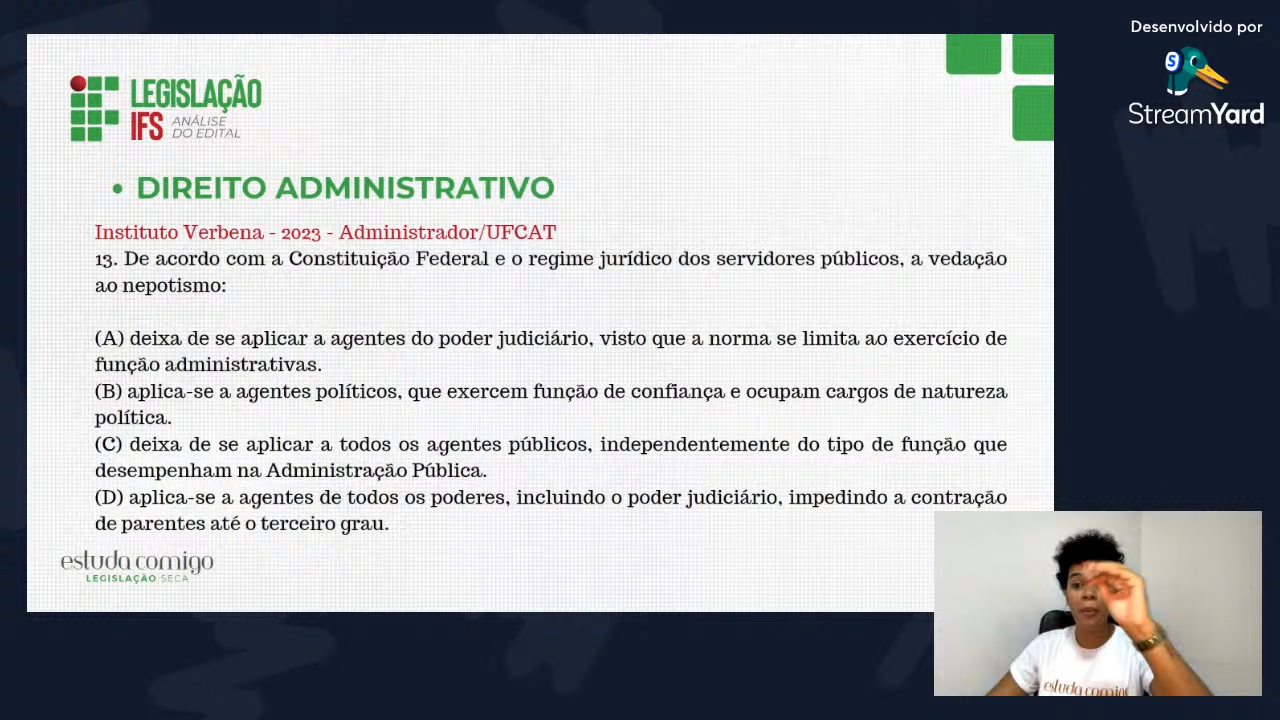 Desenvolvido por
StreamYard
LEGISLAÇÃO
IFS ANÁLISE
DO EDITAL
• DIREITO ADMINISTRATIVO
Instituto Verbena - 2023 - Administrador/UFCAT
13. De acordo com a Constituição Federal e o regime jurídico dos servidores públicos, a vedação
ao nepotismo:
(A) deixa de se aplicar a agentes do poder judiciário, visto que a norma se limita ao exercício de
função administrativas.
(B) aplica-se a agentes políticos, que exercem função de confiança e ocupam cargos de natureza
política.
(C) deixa de se aplicar a todos os agentes públicos, independentemente do tipo de função que
desempenham na Administração Pública.
(D) aplica-se a agentes de todos os poderes, incluindo o poder judiciário, impedindo a contração
de parentes até o terceiro grau.
estuda comigo
LEGISLAÇÃO SECA
estuda comigo